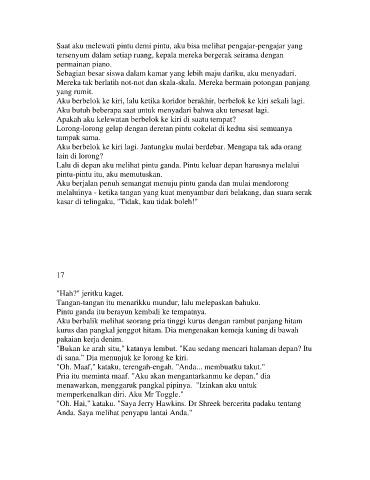 Saat aku melewati pintu demi pintu, aku bisa melihat pengajar-pengajar yang
tersenyum dalam setiap ruang, kepala mereka bergerak seirama dengan
permainan piano.
Sebagian besar siswa dalam kamar yang lebih maju dariku, aku menyadari.
Mereka tak berlatih not-not dan skala-skala. Mereka bermain potongan panjang
yang rumit.
Aku berbelok ke kiri, lalu ketika koridor berakhir, berbelok ke kiri sekali lagi.
Aku butuh beberapa saat untuk menyadari bahwa aku tersesat lagi.
Apakah aku kelewatan berbelok ke kiri di suatu tempat?
Lorong-lorong gelap dengan deretan pintu cokelat di kedua sisi semuanya
tampak sama.
Aku berbelok ke kiri lagi. Jantungku mulai berdebar. Mengapa tak ada orang
lain di lorong?
Lalu di depan aku melihat pintu ganda. Pintu keluar depan harusnya melalui
pintu-pintu itu, aku memutuskan.
Aku berjalan penuh semangat menuju pintu ganda dan mulai mendorong
melaluinya - ketika tangan yang kuat menyambar dari belakang, dan suara serak
kasar di telingaku, "Tidak, kau tidak boleh!"
17
"Hah?" jeritku kaget.
Tangan-tangan itu menarikku mundur, lalu melepaskan bahuku.
Pintu ganda itu berayun kembali ke tempatnya.
Aku berbalik melihat seorang pria tinggi kurus dengan rambut panjang hitam
kurus dan pangkal jenggot hitam. Dia mengenakan kemeja kuning di bawah
pakaian kerja denim.
"Bukan ke arah situ," katanya lembut. "Kau sedang mencari halaman depan? Itu
di sana." Dia menunjuk ke lorong ke kiri.
"Oh. Maaf," kataku, terengah-engah. "Anda... membuatku takut."
Pria itu meminta maaf. "Aku akan mengantarkanmu ke depan," dia
menawarkan, menggaruk pangkal pipinya.  "Izinkan aku untuk
memperkenalkan diri. Aku Mr Toggle."
"Oh. Hai," kataku. "Saya Jerry Hawkins. Dr Shreek bercerita padaku tentang
Anda. Saya melihat penyapu lantai Anda."